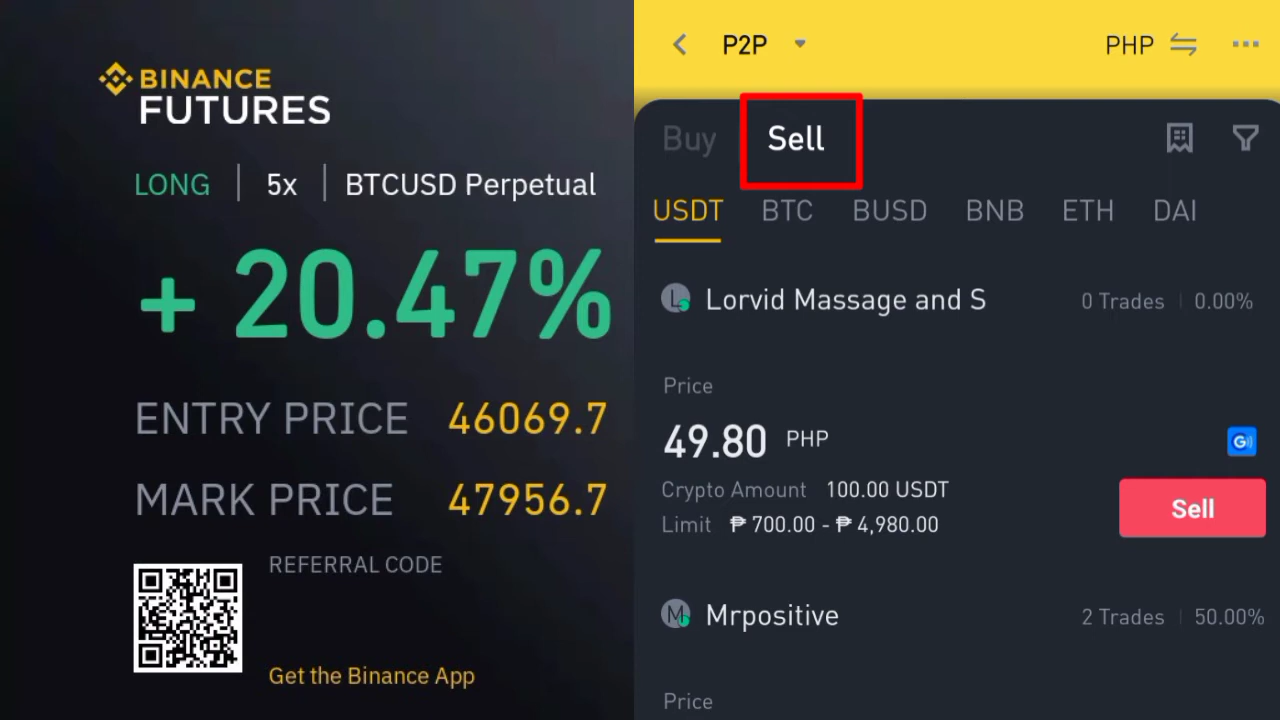 BINANCE
FUTURES
LONG | 5x | BTCUSD Perpetual
+ 20.47%
ENTRY PRICE 46069.7
MARK PRICE 47956.7
REFERRAL CODE
Get the Binance App
P2P PHP
Buy Sell
USDT BTC BUSD BNB ETH DAI
L Lorvid Massage and S 0 Trades | 0.00%
Price
49.80 PHP
G
Crypto Amount 100.00 USDT
Limit ₱ 700.00 - ₱ 4,980.00
Sell
M Mrpositive 2 Trades | 50.00%
Price